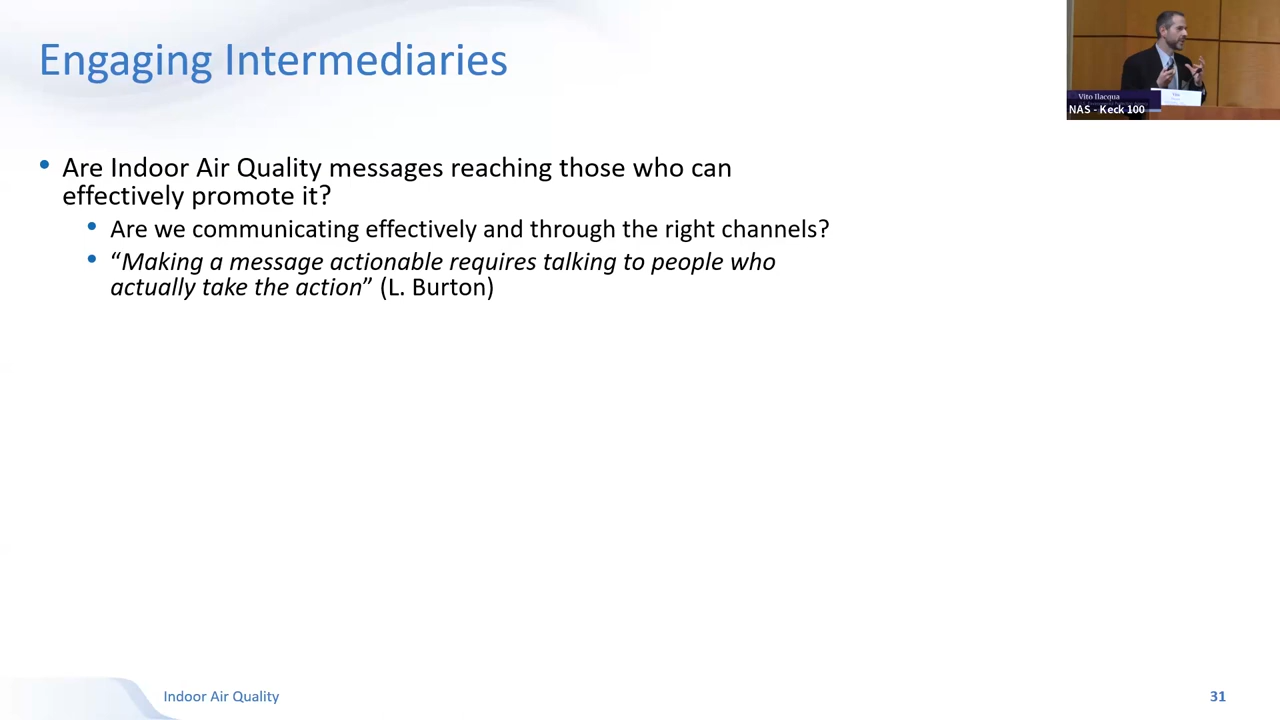 Engaging Intermediaries
Vito Ilacqua
NAS - Keck 100
• Are Indoor Air Quality messages reaching those who can
effectively promote it?
• Are we communicating effectively and through the right channels?
• “Making a message actionable requires talking to people who
actually take the action” (L. Burton)
Indoor Air Quality
31